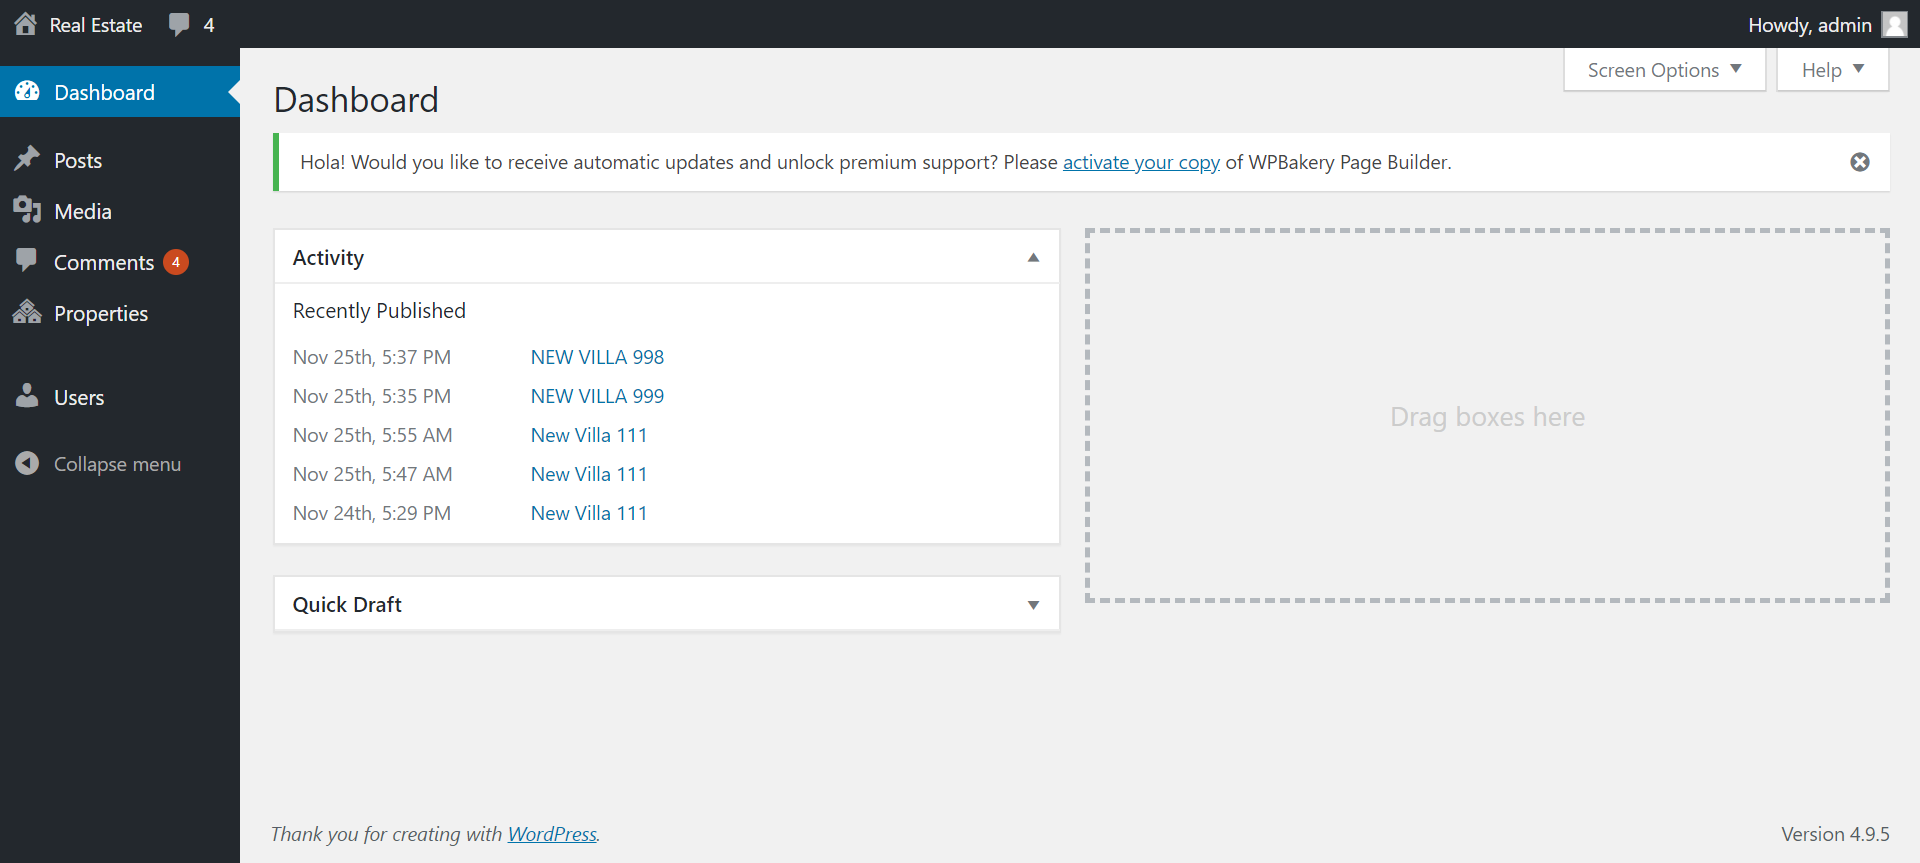 Real Estate 4 Howdy, admin
Screen Options Help
Dashboard
Posts
Media
Comments 4
Properties
Users
Collapse menu
Dashboard
Hola! Would you like to receive automatic updates and unlock premium support? Please activate your copy of WPBakery Page Builder.
Activity
Recently Published
Nov 25th, 5:37 PM NEW VILLA 998
Nov 25th, 5:35 PM NEW VILLA 999
Nov 25th, 5:55 AM New Villa 111
Nov 25th, 5:47 AM New Villa 111
Nov 24th, 5:29 PM New Villa 111
Quick Draft
Drag boxes here
Thank you for creating with WordPress.
Version 4.9.5